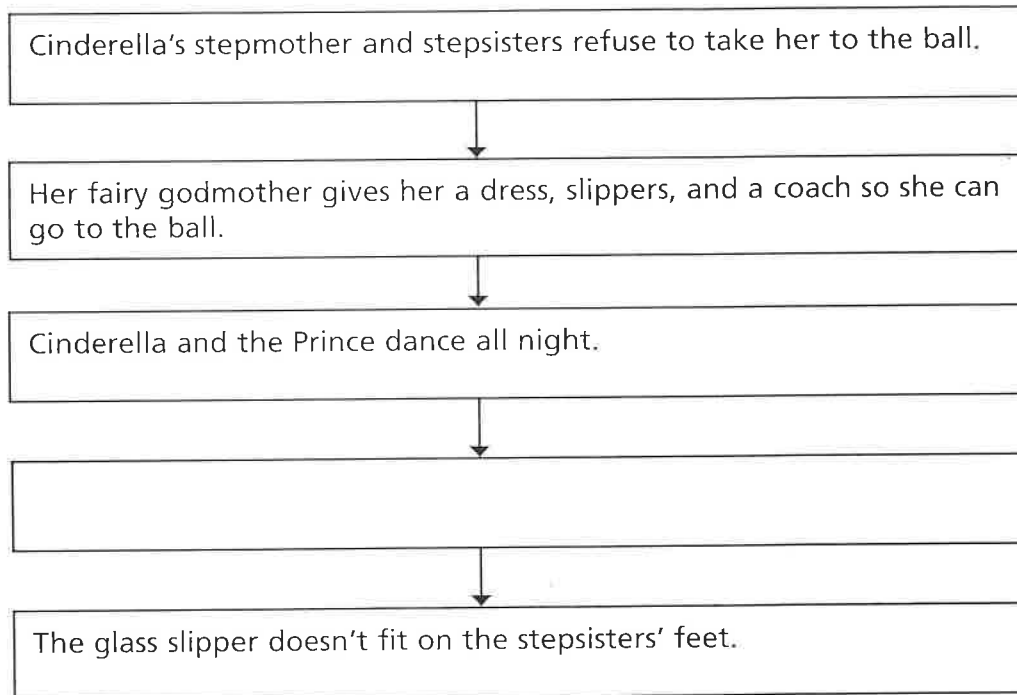 Cinderella's stepmother and stepsisters refuse to take her to the ball.
Her fairy godmother gives her a dress, slippers, and a coach so she can
go to the ball.
Cinderella and the Prince dance all night.
The glass slipper doesn't fit on the stepsisters' feet.